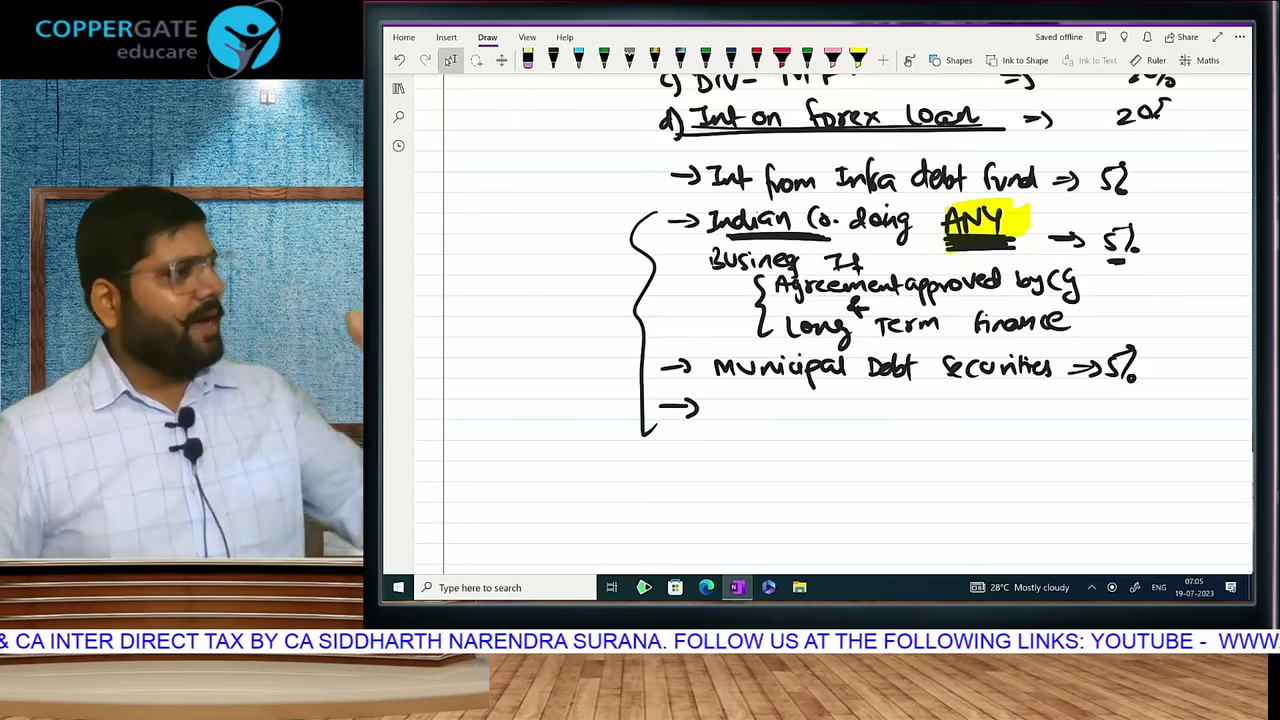 COPPERGATE
educare
Home Insert Draw View Help
Saved offline
Share
Shapes Ink to Shape Ink to Text Ruler Maths
c) DIV- MF => 20%
d) Int on forex loan => 20%
→ Int from Infra debt fund => 5%
→ Indian Co. doing ANY → 5%
Business If
Agreement approved by CG
&
Long Term finance
→ Municipal Debt Securities => 5%
→
Type here to search
28°C Mostly cloudy
ENG
07:05
19-07-2023
& CA INTER DIRECT TAX BY CA SIDDHARTH NARENDRA SURANA. FOLLOW US AT THE FOLLOWING LINKS: YOUTUBE - WWW.